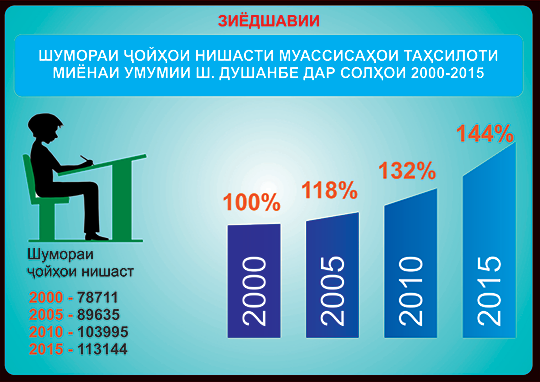 ЗИЁДШАВИИ
ШУМОРАИ ҶОЙҲОИ НИШАСТИ МУАССИСАҲОИ ТАҲСИЛОТИ
МИЁНАИ УМУМИИ Ш. ДУШАНБЕ ДАР СОЛҲОИ 2000-2015
100%
118%
132%
144%
2000
2005
2010
2015
Шумораи
ҷойҳои нишаст
2000 - 78711
2005 - 89635
2010 - 103995
2015 - 113144